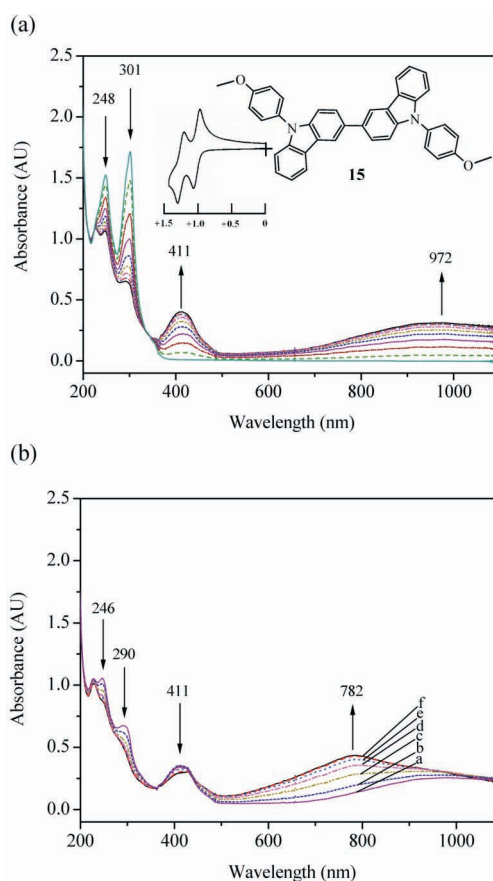 (a)
2.5
2.0
1.5
1.0
0.5
0.0
200 400 600 800 1000
Absorbance (AU)
Wavelength (nm)
248
301
411
972
+1.5 +1.0 +0.5 0
O
N
N
O
15
(b)
2.5
2.0
1.5
1.0
0.5
0.0
200 400 600 800 1000
Absorbance (AU)
Wavelength (nm)
246
290
411
782
f
e
d
c
b
a